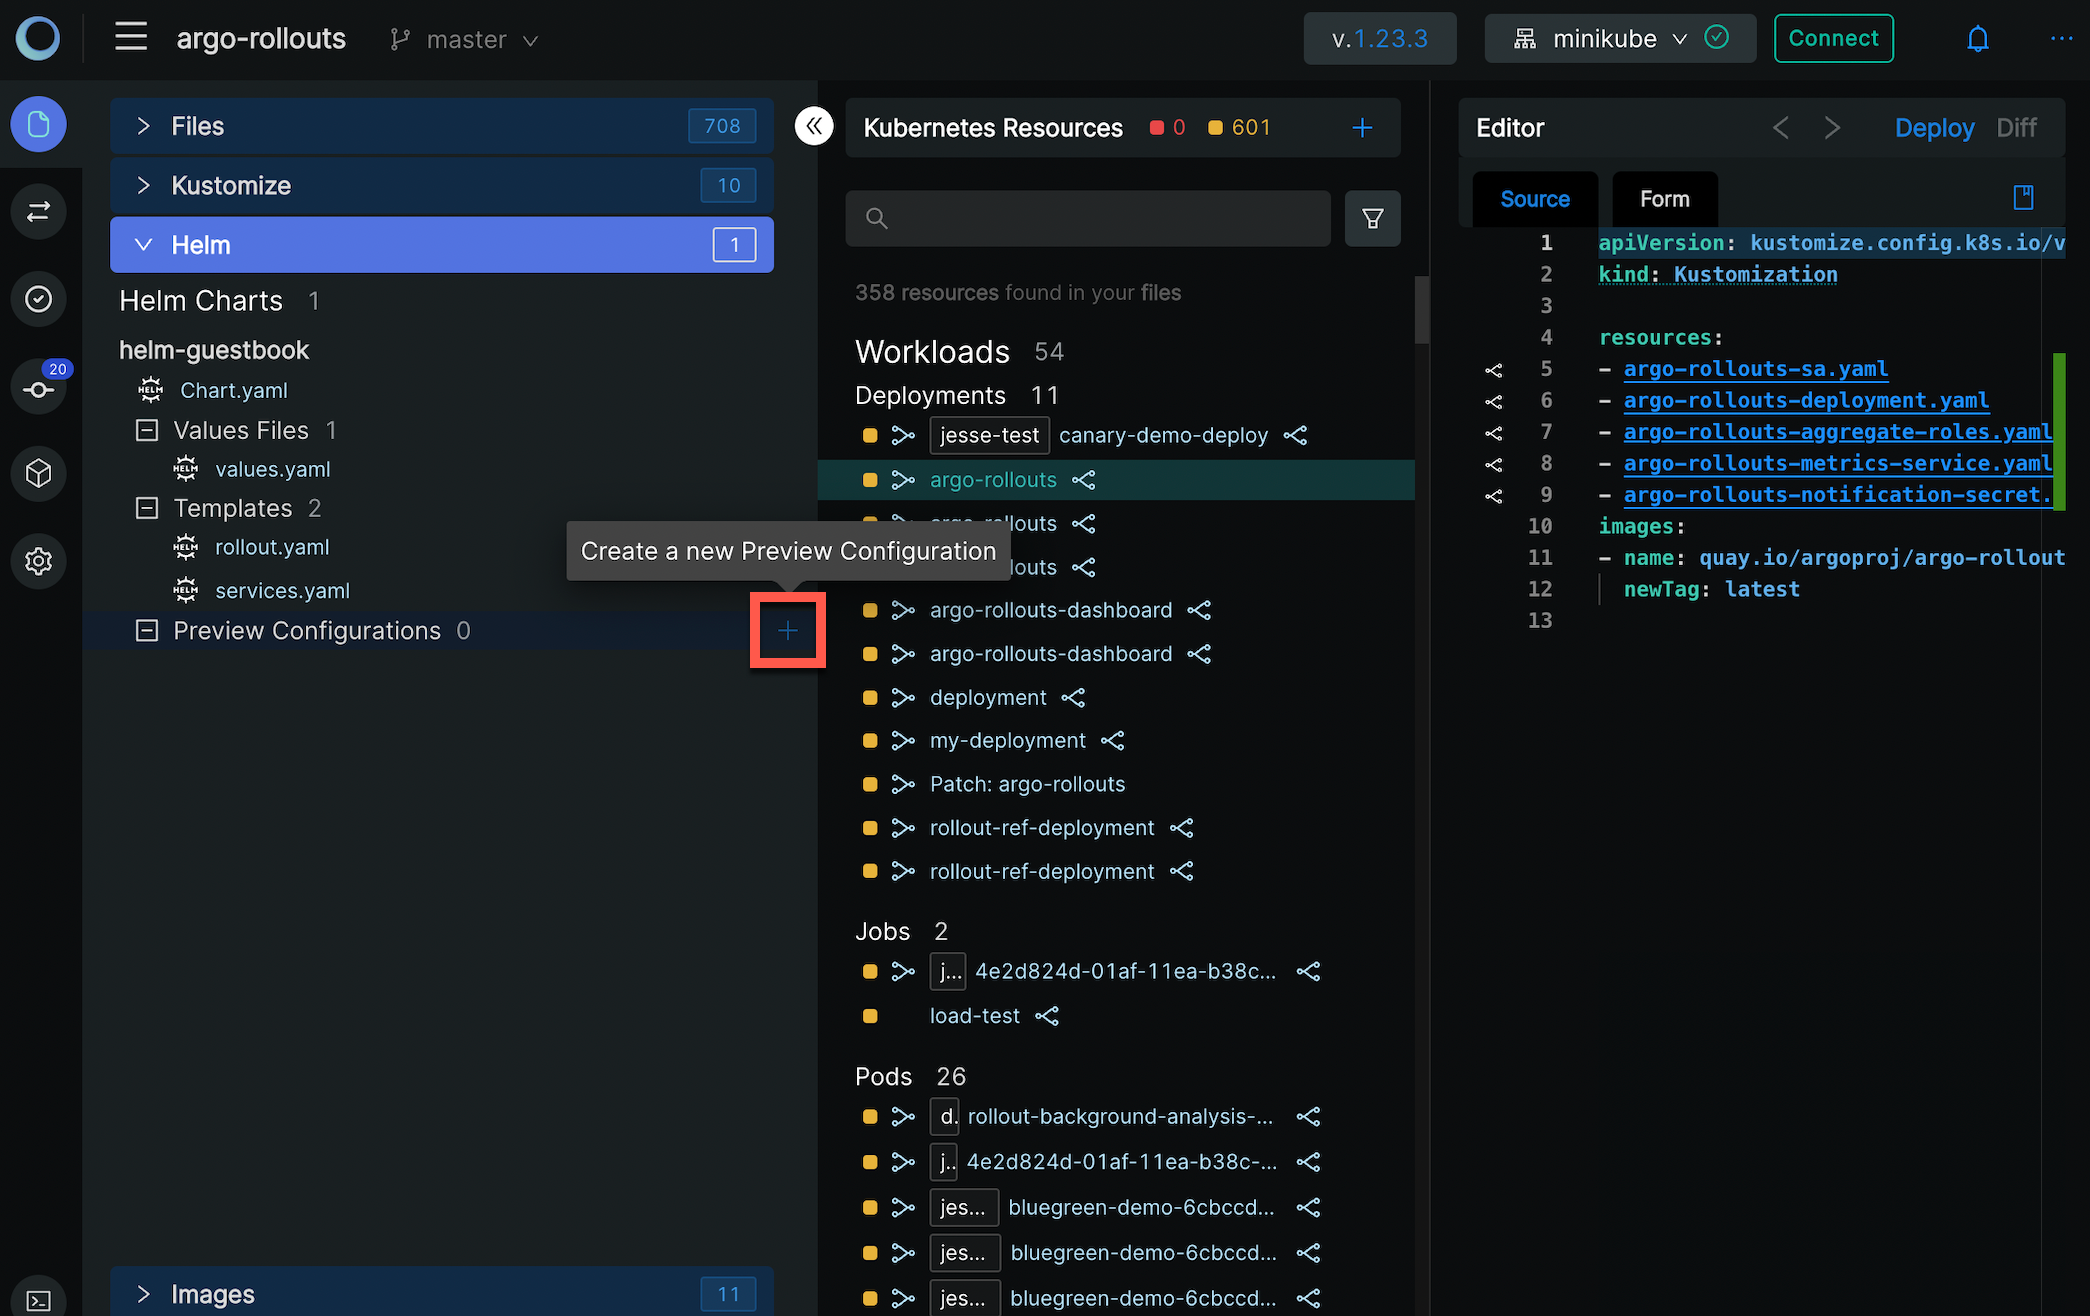 argo-rollouts master v.1.23.3 minikube Connect ...
Files 708
Kustomize 10
Helm 1
Helm Charts 1
helm-guestbook
HELM Chart.yaml
Values Files 1
HELM values.yaml
Templates 2
HELM rollout.yaml
HELM services.yaml
Preview Configurations 0
Create a new Preview Configuration
Images 11
20
Kubernetes Resources 0 601
358 resources found in your files
Workloads 54
Deployments 11
jesse-test canary-demo-deploy
argo-rollouts
argo-rollouts
louts
argo-rollouts-dashboard
argo-rollouts-dashboard
deployment
my-deployment
Patch: argo-rollouts
rollout-ref-deployment
rollout-ref-deployment
Jobs 2
j... 4e2d824d-01af-11ea-b38c...
load-test
Pods 26
d. rollout-background-analysis-...
j.. 4e2d824d-01af-11ea-b38c-...
jes... bluegreen-demo-6cbccd...
jes... bluegreen-demo-6cbccd...
jes... bluegreen-demo-6cbccd...
Editor Deploy Diff
Source Form
1 apiVersion: kustomize.config.k8s.io/v
2 kind: Kustomization
3
4 resources:
5 - argo-rollouts-sa.yaml
6 - argo-rollouts-deployment.yaml
7 - argo-rollouts-aggregate-roles.yaml
8 - argo-rollouts-metrics-service.yaml
9 - argo-rollouts-notification-secret.
10 images:
11 - name: quay.io/argoproj/argo-rollout
12 newTag: latest
13